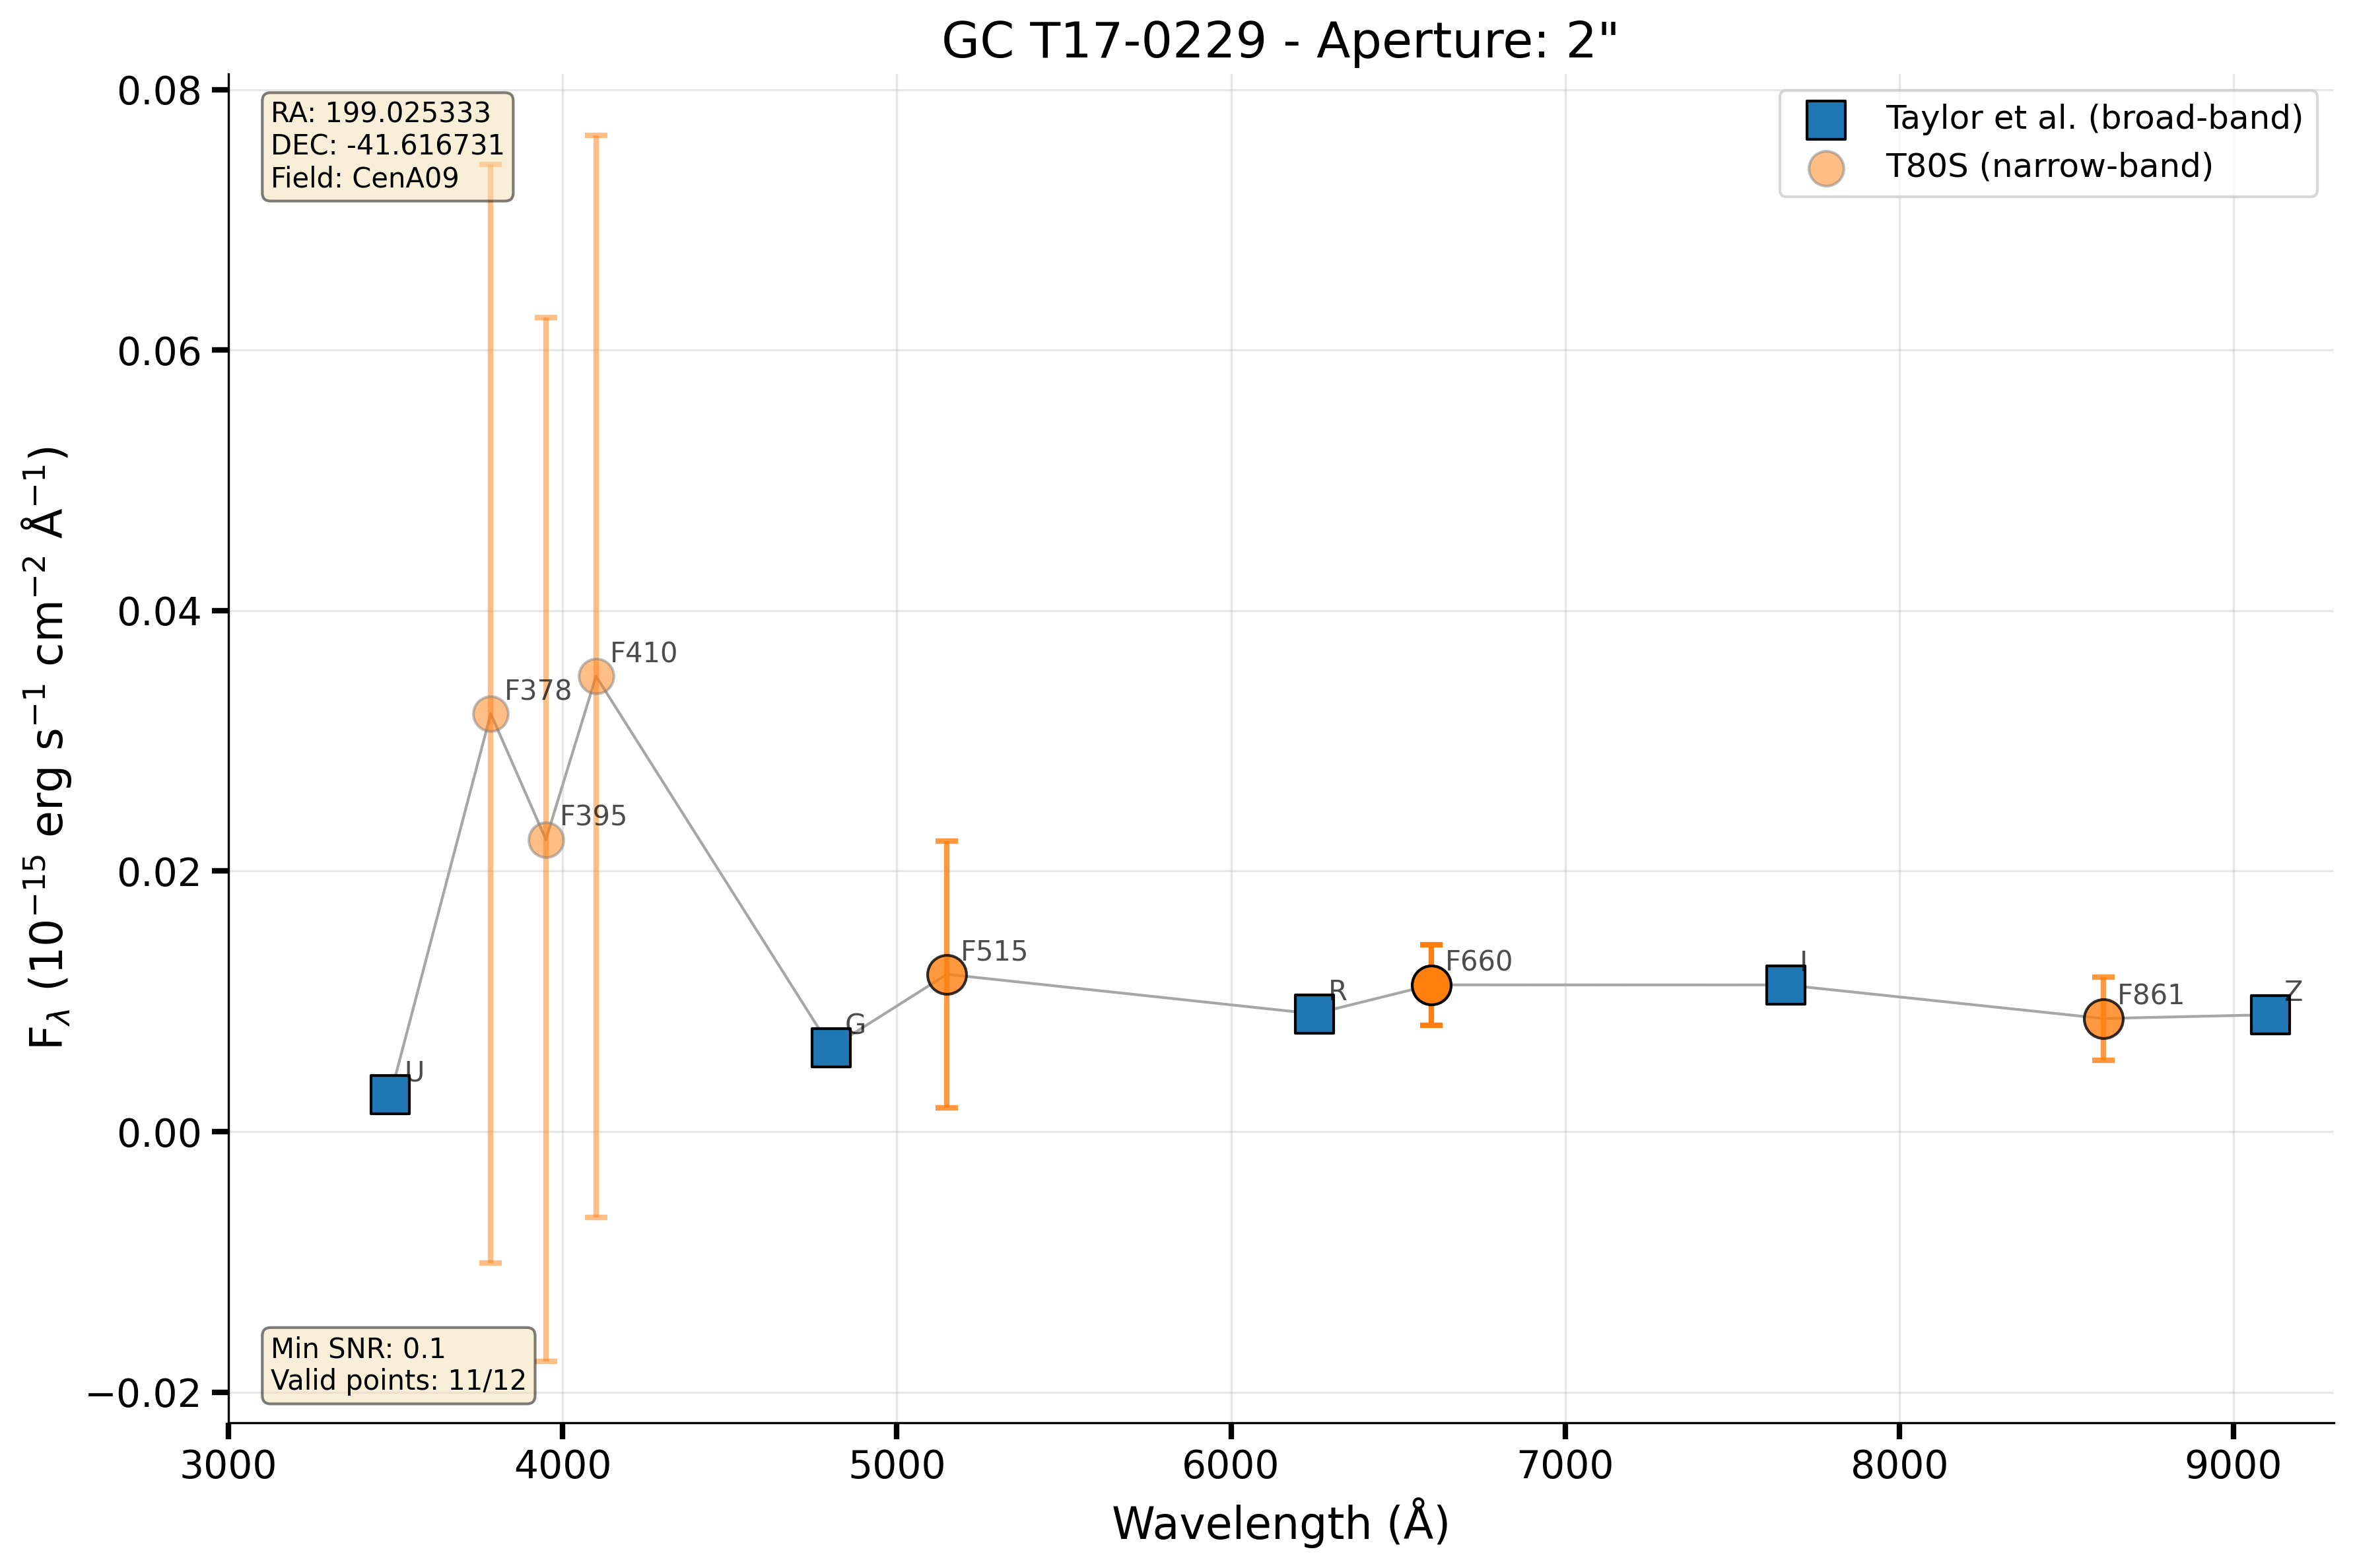 GC T17-0229 - Aperture: 2"
RA: 199.025333
DEC: -41.616731
Field: CenA09
Taylor et al. (broad-band)
T80S (narrow-band)
0.08
0.06
0.04
0.02
0.00
−0.02
F_λ (10⁻¹⁵ erg s⁻¹ cm⁻² Å⁻¹)
U
F378
F395
F410
G
F515
R
F660
I
F861
Z
Min SNR: 0.1
Valid points: 11/12
3000 4000 5000 6000 7000 8000 9000
Wavelength (Å)